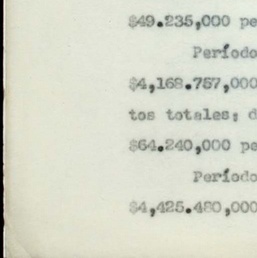 $49.235,000 pe
Período
$4,168.757,000
tos totales; d
$64.240,000 pe
Período
$4,425.480,000